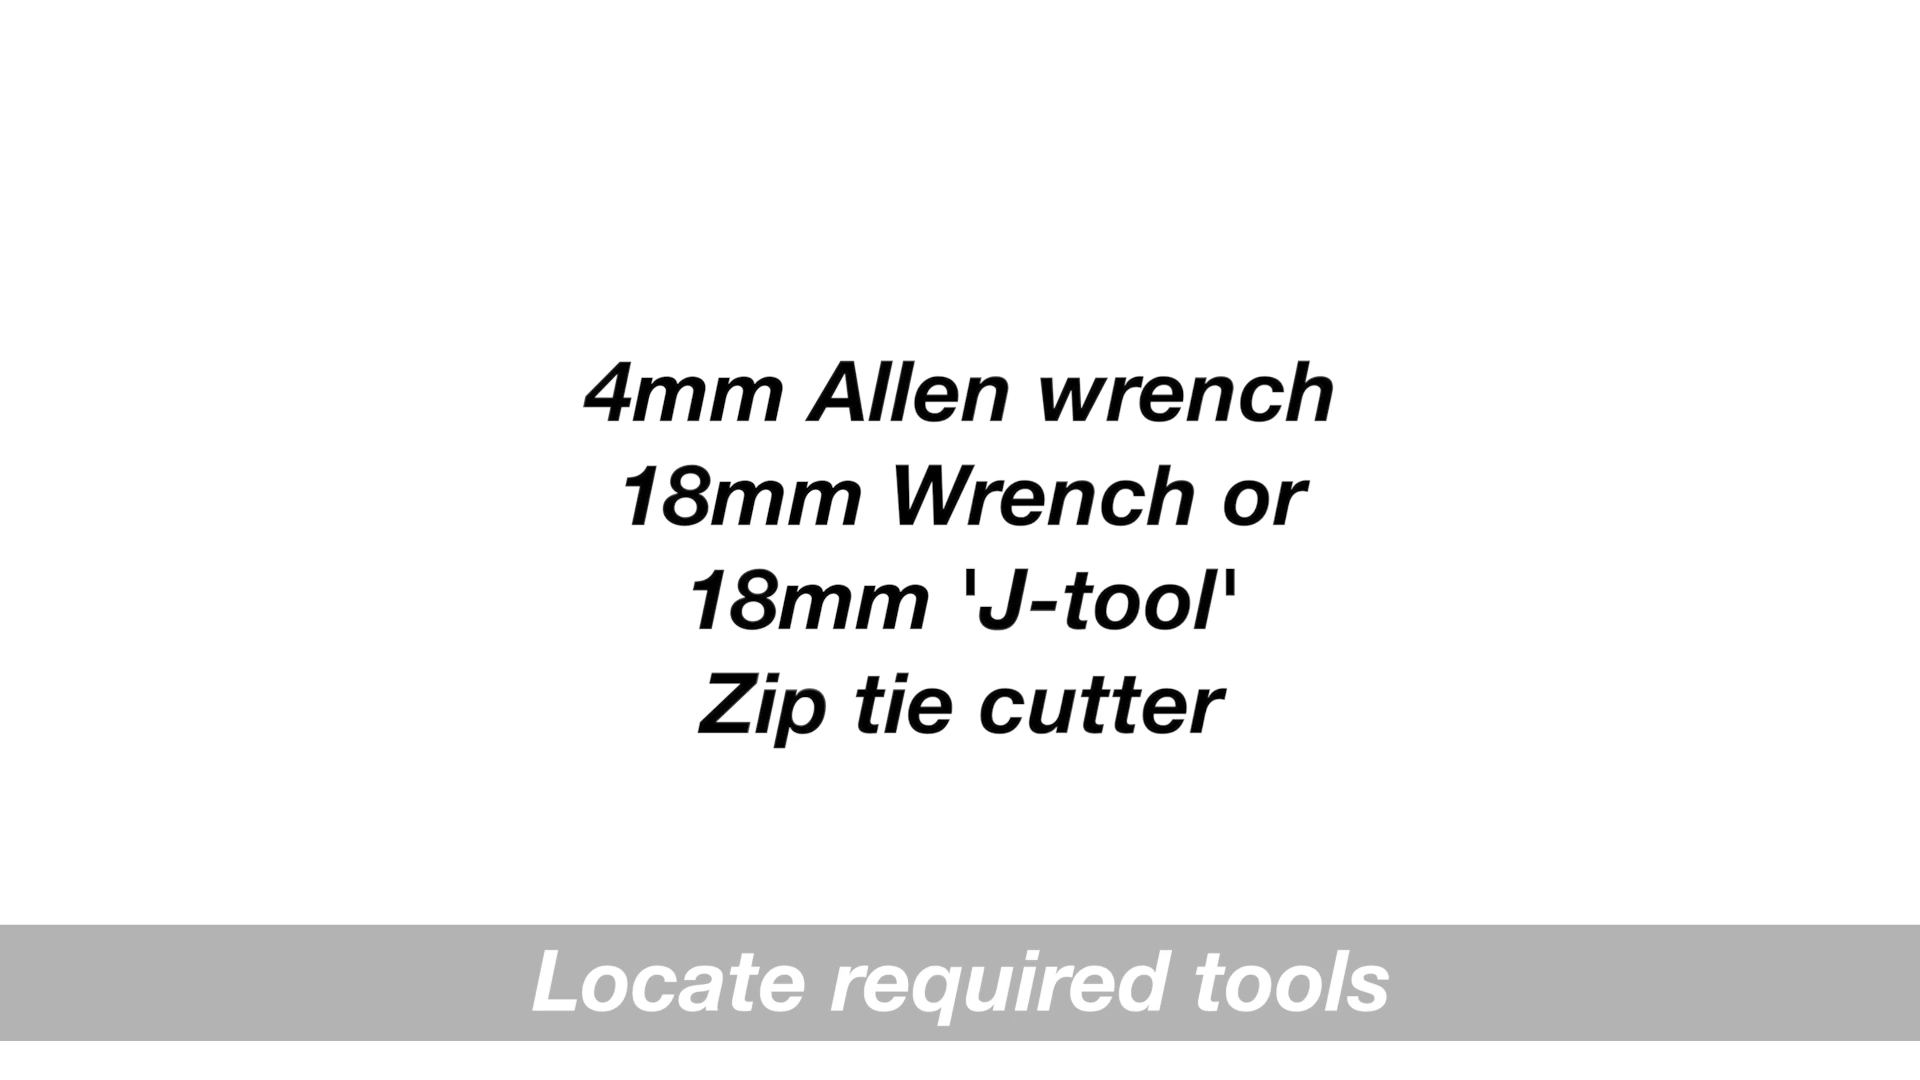 4mm Allen wrench
18mm Wrench or
18mm 'J-tool'
Zip tie cutter
Locate required tools